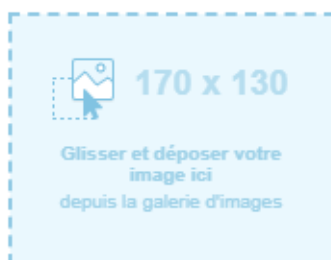 170 x 130
Glisser et déposer votre
image ici
depuis la galerie d'images